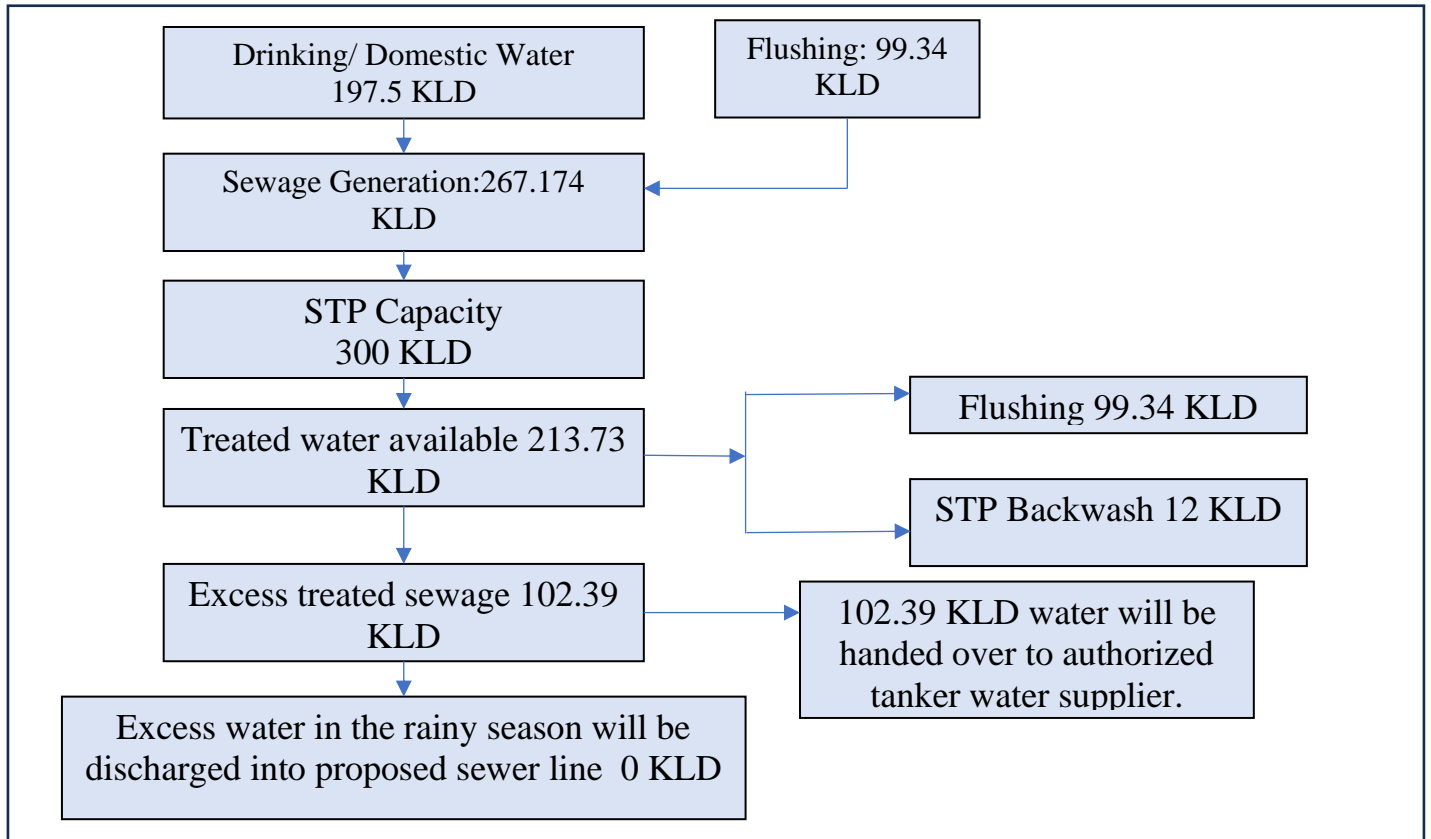 Drinking/ Domestic Water
197.5 KLD
Flushing: 99.34
KLD
Sewage Generation:267.174
KLD
STP Capacity
300 KLD
Treated water available 213.73
KLD
Flushing 99.34 KLD
STP Backwash 12 KLD
Excess treated sewage 102.39
KLD
102.39 KLD water will be
handed over to authorized
tanker water supplier.
Excess water in the rainy season will be
discharged into proposed sewer line  0 KLD